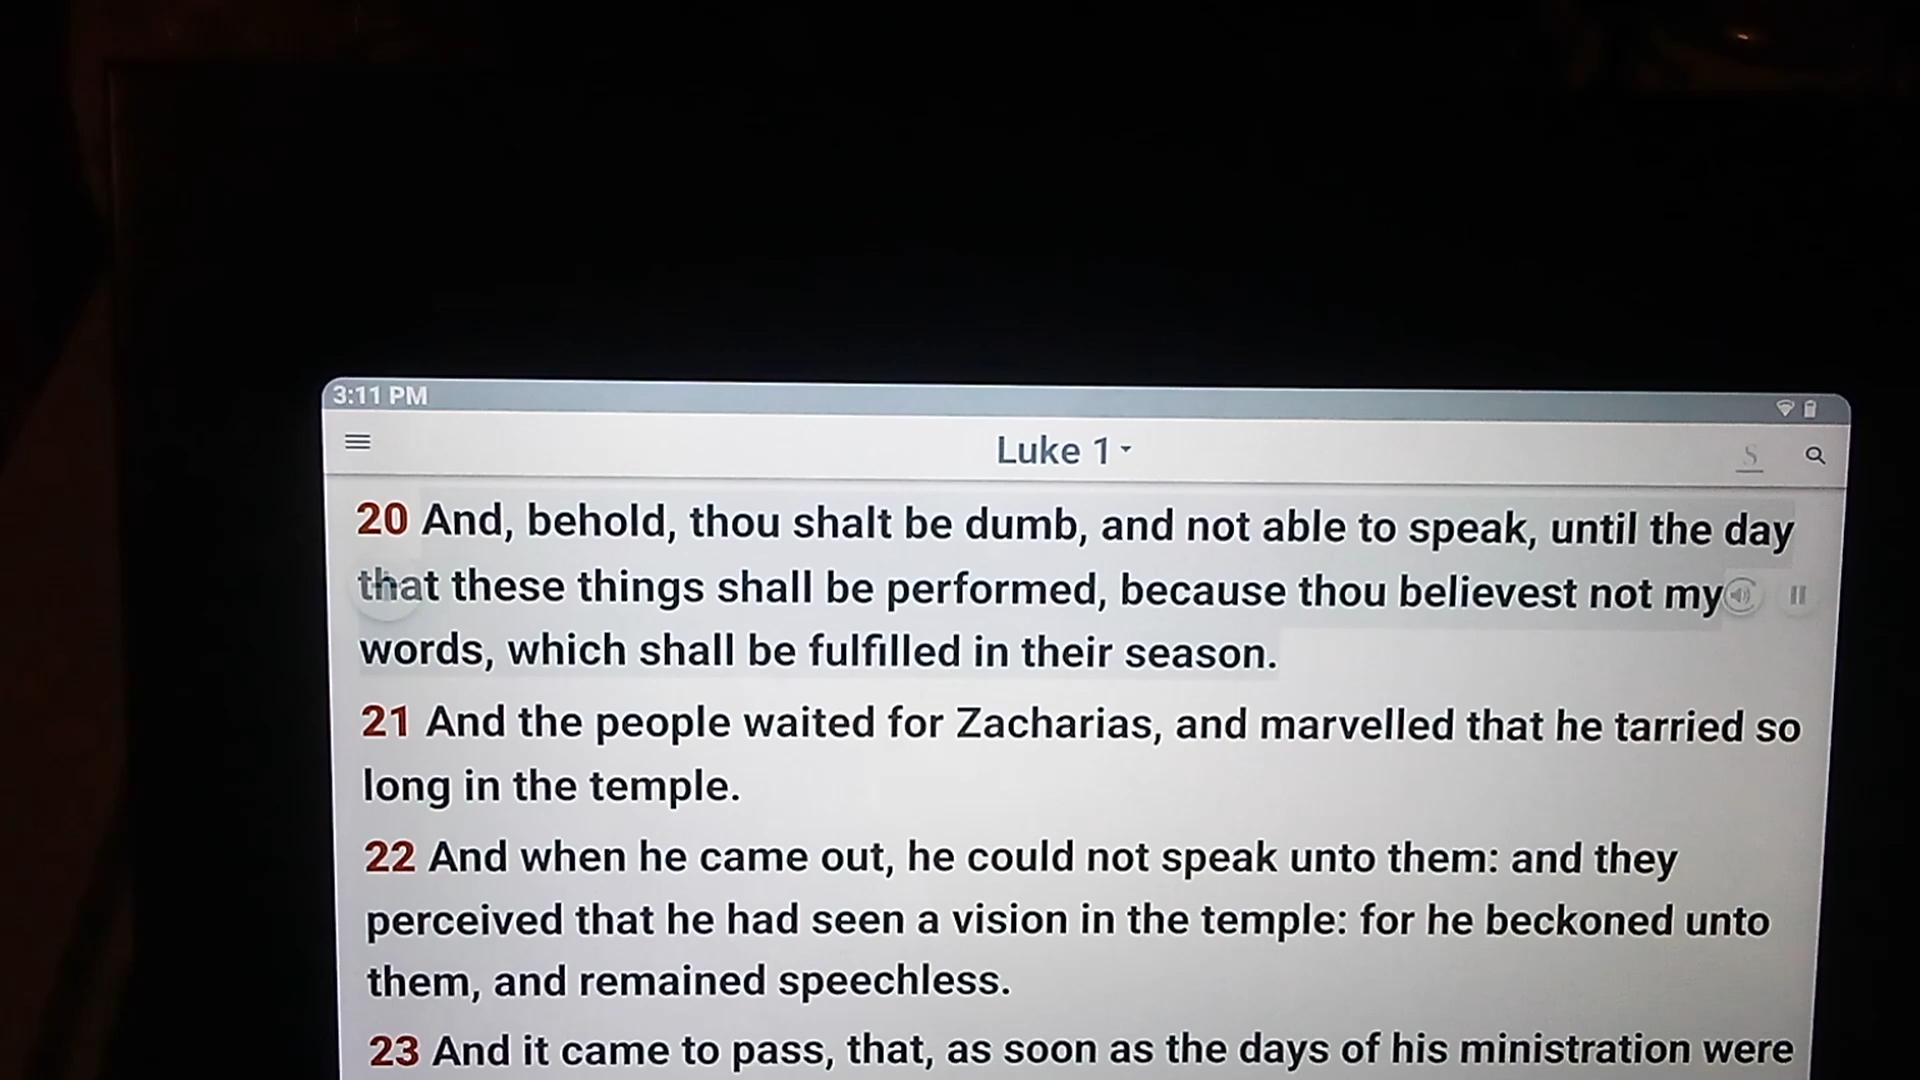 3:11 PM
Luke 1
S
20 And, behold, thou shalt be dumb, and not able to speak, until the day
that these things shall be performed, because thou believest not my
words, which shall be fulfilled in their season.
21 And the people waited for Zacharias, and marvelled that he tarried so
long in the temple.
22 And when he came out, he could not speak unto them: and they
perceived that he had seen a vision in the temple: for he beckoned unto
them, and remained speechless.
23 And it came to pass, that, as soon as the days of his ministration were